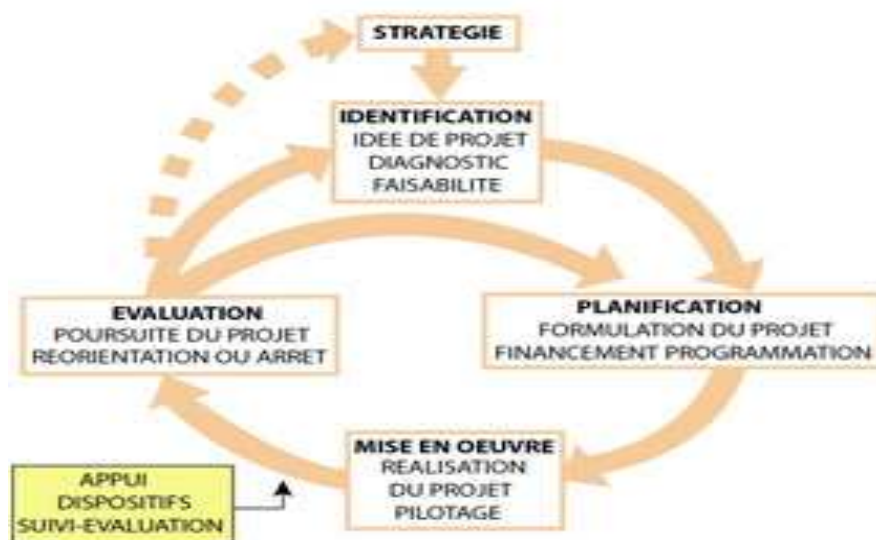 STRATEGIE
IDENTIFICATION
IDEE DE PROJET
DIAGNOSTIC
FAISABILITE
EVALUATION
POURSUITE DU PROJET
REORIENTATION OU ARRET
PLANIFICATION
FORMULATION DU PROJET
FINANCEMENT PROGRAMMATION
MISE EN OEUVRE
REALISATION
DU PROJET
PILOTAGE
APPUI
DISPOSITIFS
SUIVI-EVALUATION